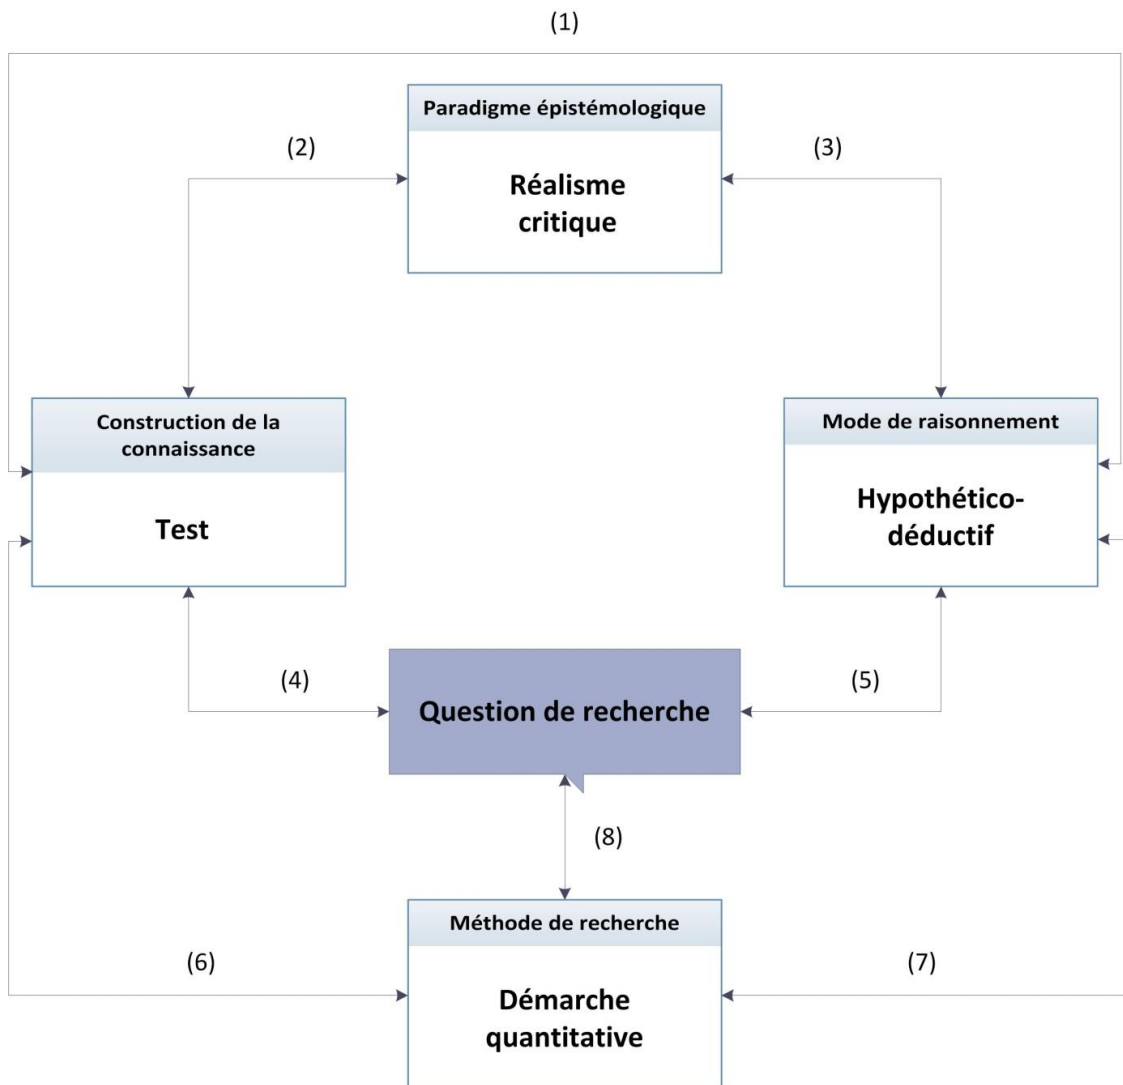 (1)
Paradigme épistémologique
(2)
(3)
Réalisme
critique
Construction de la
connaissance
Test
Mode de raisonnement
Hypothético-
déductif
(4)
Question de recherche
(5)
(8)
Méthode de recherche
(6)
(7)
Démarche
quantitative